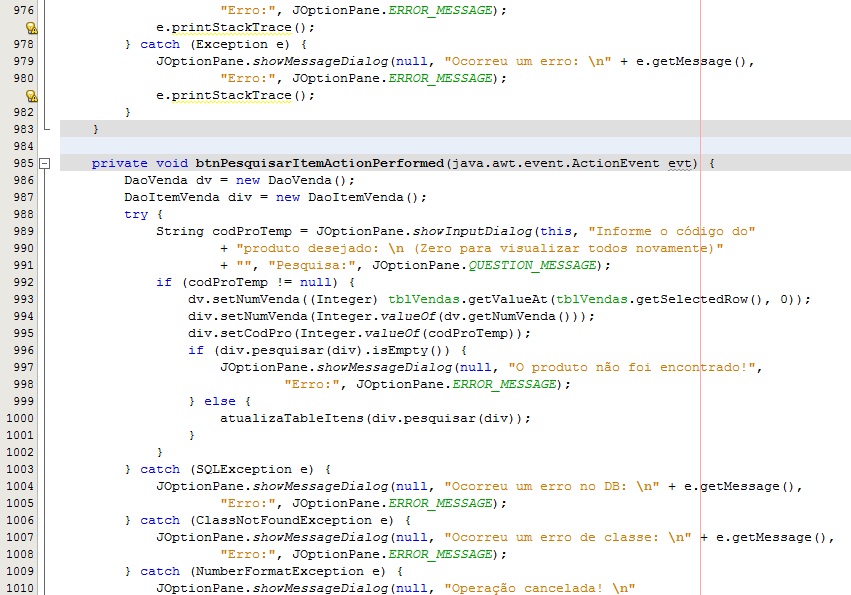 976                     "Erro:", JOptionPane.ERROR_MESSAGE);
            e.printStackTrace();
978         } catch (Exception e) {
979             JOptionPane.showMessageDialog(null, "Ocorreu um erro: \n" + e.getMessage(),
980                     "Erro:", JOptionPane.ERROR_MESSAGE);
            e.printStackTrace();
982         }
983     }
984
985     private void btnPesquisarItemActionPerformed(java.awt.event.ActionEvent evt) {
986         DaoVenda dv = new DaoVenda();
987         DaoItemVenda div = new DaoItemVenda();
988         try {
989             String codProTemp = JOptionPane.showInputDialog(this, "Informe o código do"
990                     + "produto desejado: \n (Zero para visualizar todos novamente)"
991                     + "", "Pesquisa:", JOptionPane.QUESTION_MESSAGE);
992             if (codProTemp != null) {
993                 dv.setNumVenda((Integer) tblVendas.getValueAt(tblVendas.getSelectedRow(), 0));
994                 div.setNumVenda(Integer.valueOf(dv.getNumVenda()));
995                 div.setCodPro(Integer.valueOf(codProTemp));
996                 if (div.pesquisar(div).isEmpty()) {
997                     JOptionPane.showMessageDialog(null, "O produto não foi encontrado!",
998                             "Erro:", JOptionPane.ERROR_MESSAGE);
999                 } else {
1000                     atualizaTableItens(div.pesquisar(div));
1001                 }
1002             }
1003         } catch (SQLException e) {
1004             JOptionPane.showMessageDialog(null, "Ocorreu um erro no DB: \n" + e.getMessage(),
1005                     "Erro:", JOptionPane.ERROR_MESSAGE);
1006         } catch (ClassNotFoundException e) {
1007             JOptionPane.showMessageDialog(null, "Ocorreu um erro de classe: \n" + e.getMessage(),
1008                     "Erro:", JOptionPane.ERROR_MESSAGE);
1009         } catch (NumberFormatException e) {
1010             JOptionPane.showMessageDialog(null, "Operação cancelada! \n"